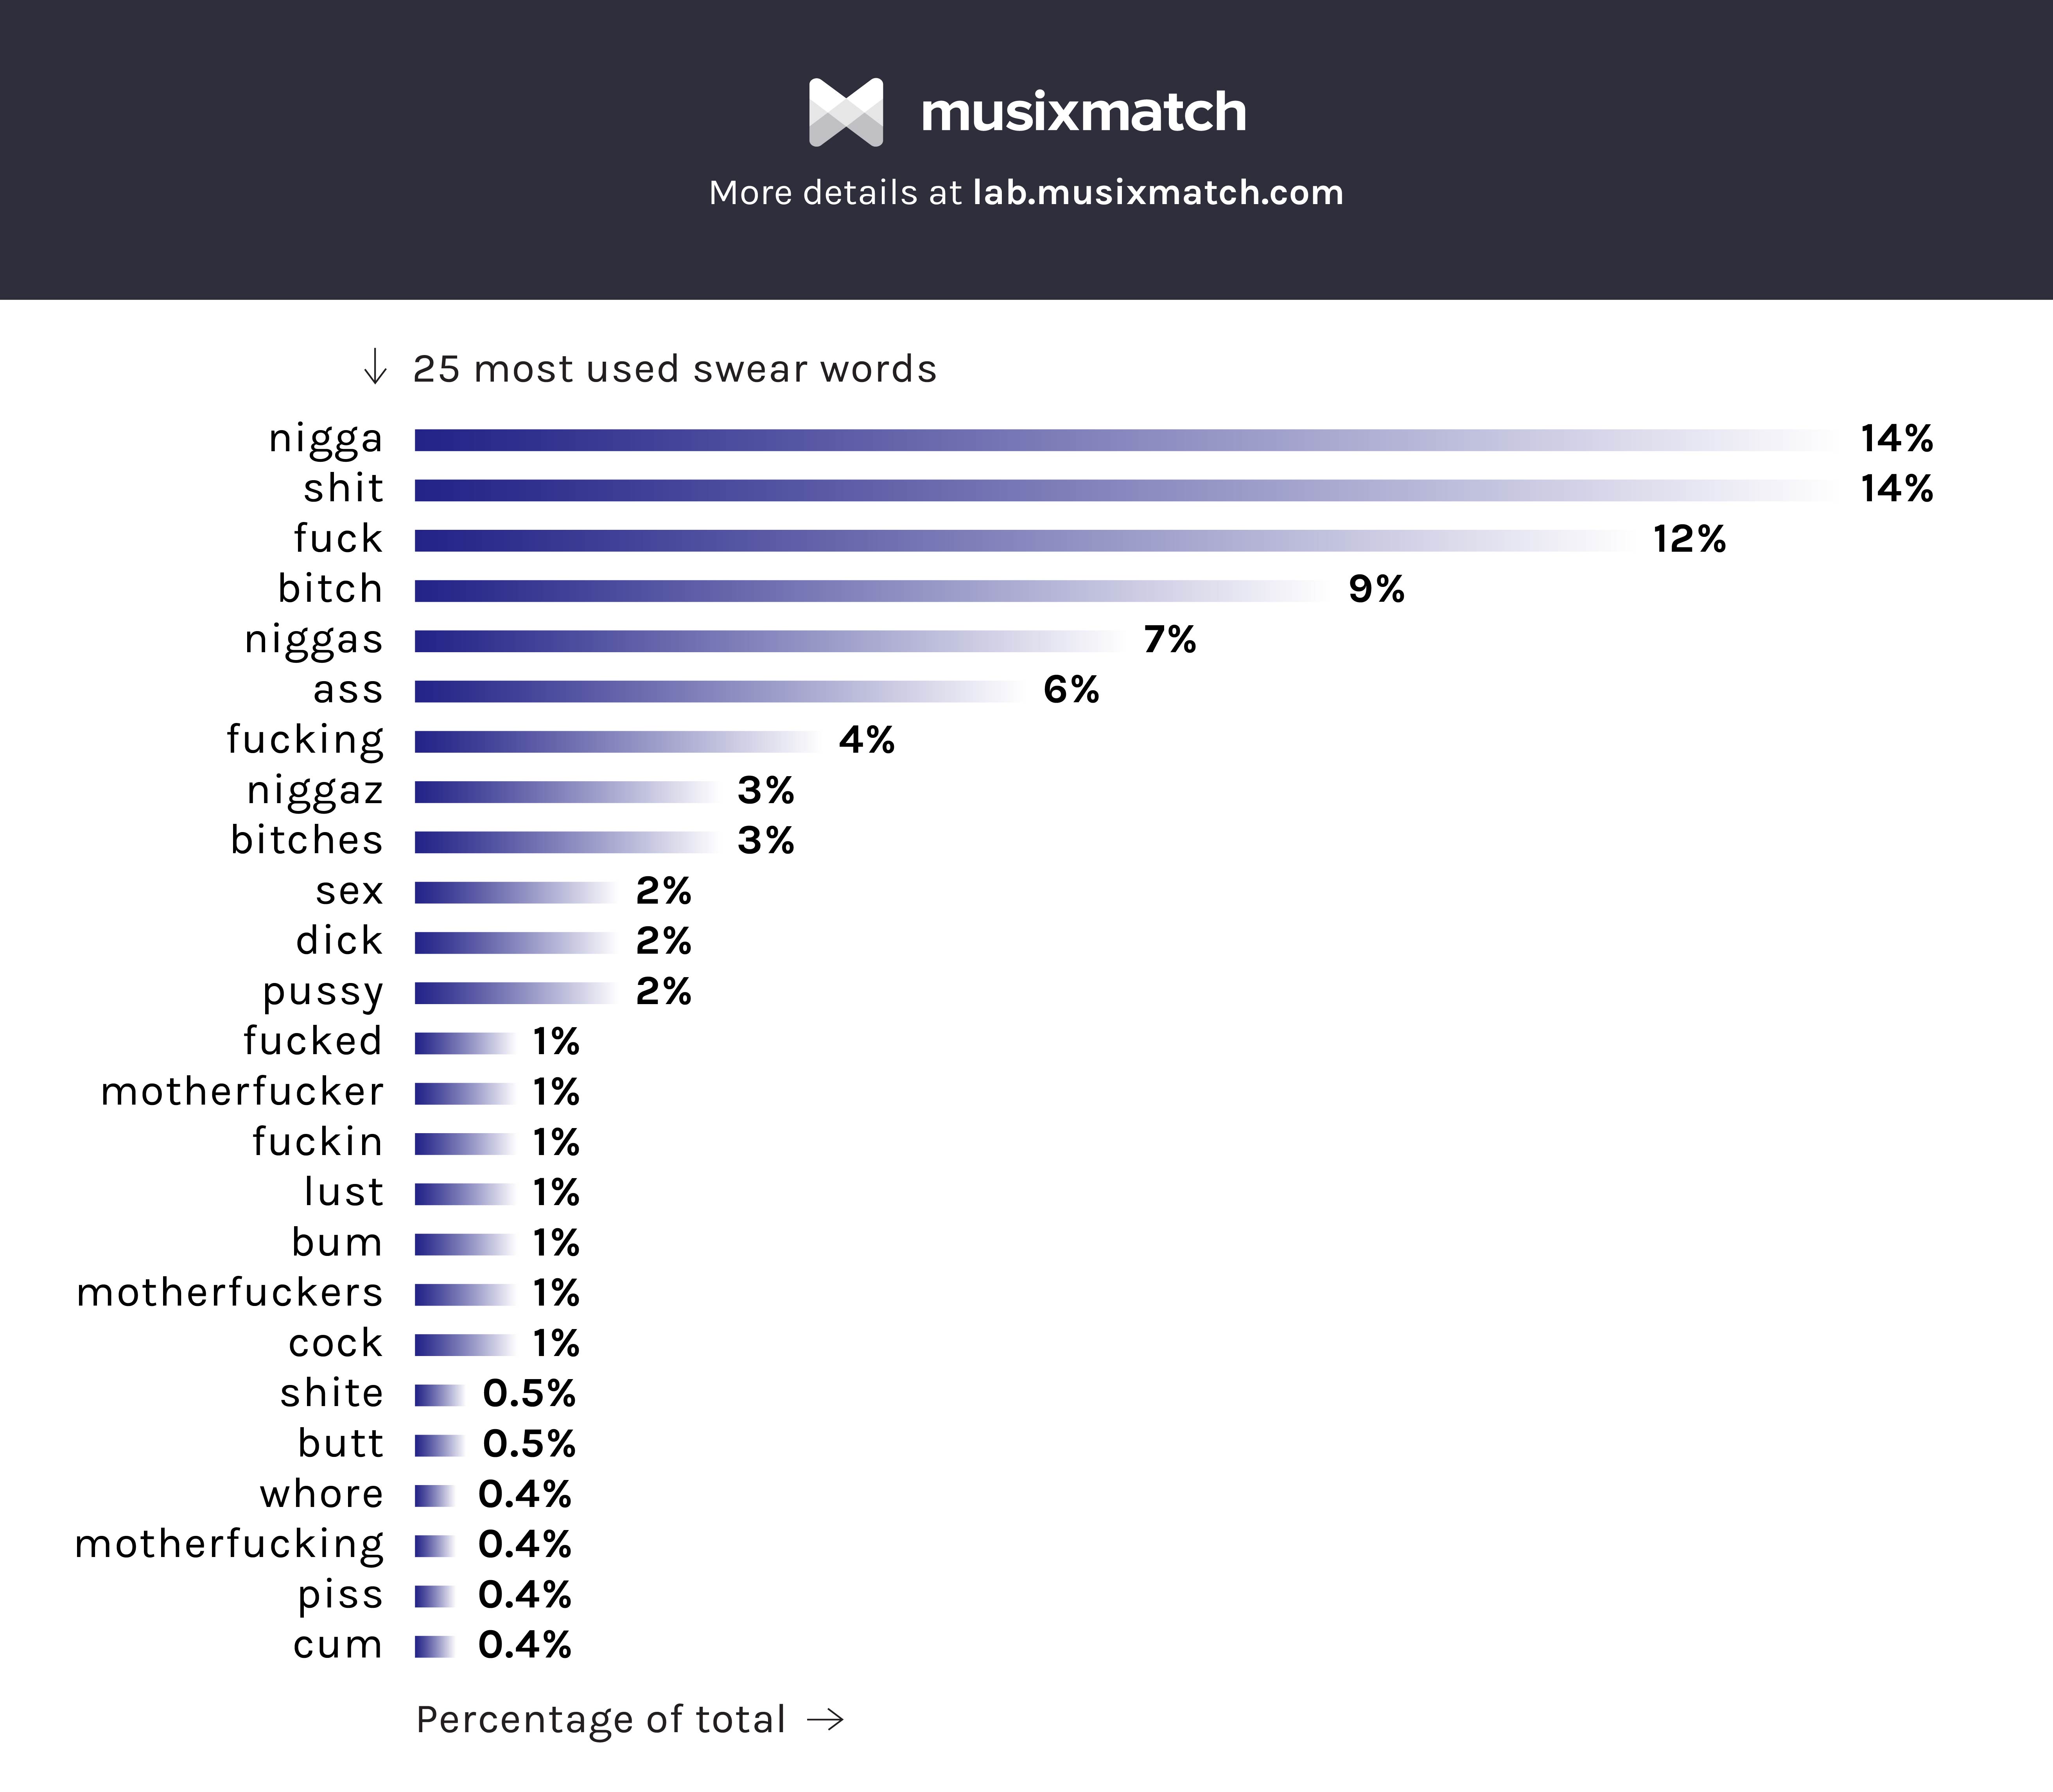 musixmatch
More details at lab.musixmatch.com
↓ 25 most used swear words
nigga 14%
shit 14%
fuck 12%
bitch 9%
niggas 7%
ass 6%
fucking 4%
niggaz 3%
bitches 3%
sex 2%
dick 2%
pussy 2%
fucked 1%
motherfucker 1%
fuckin 1%
lust 1%
bum 1%
motherfuckers 1%
cock 1%
shite 0.5%
butt 0.5%
whore 0.4%
motherfucking 0.4%
piss 0.4%
cum 0.4%
Percentage of total →